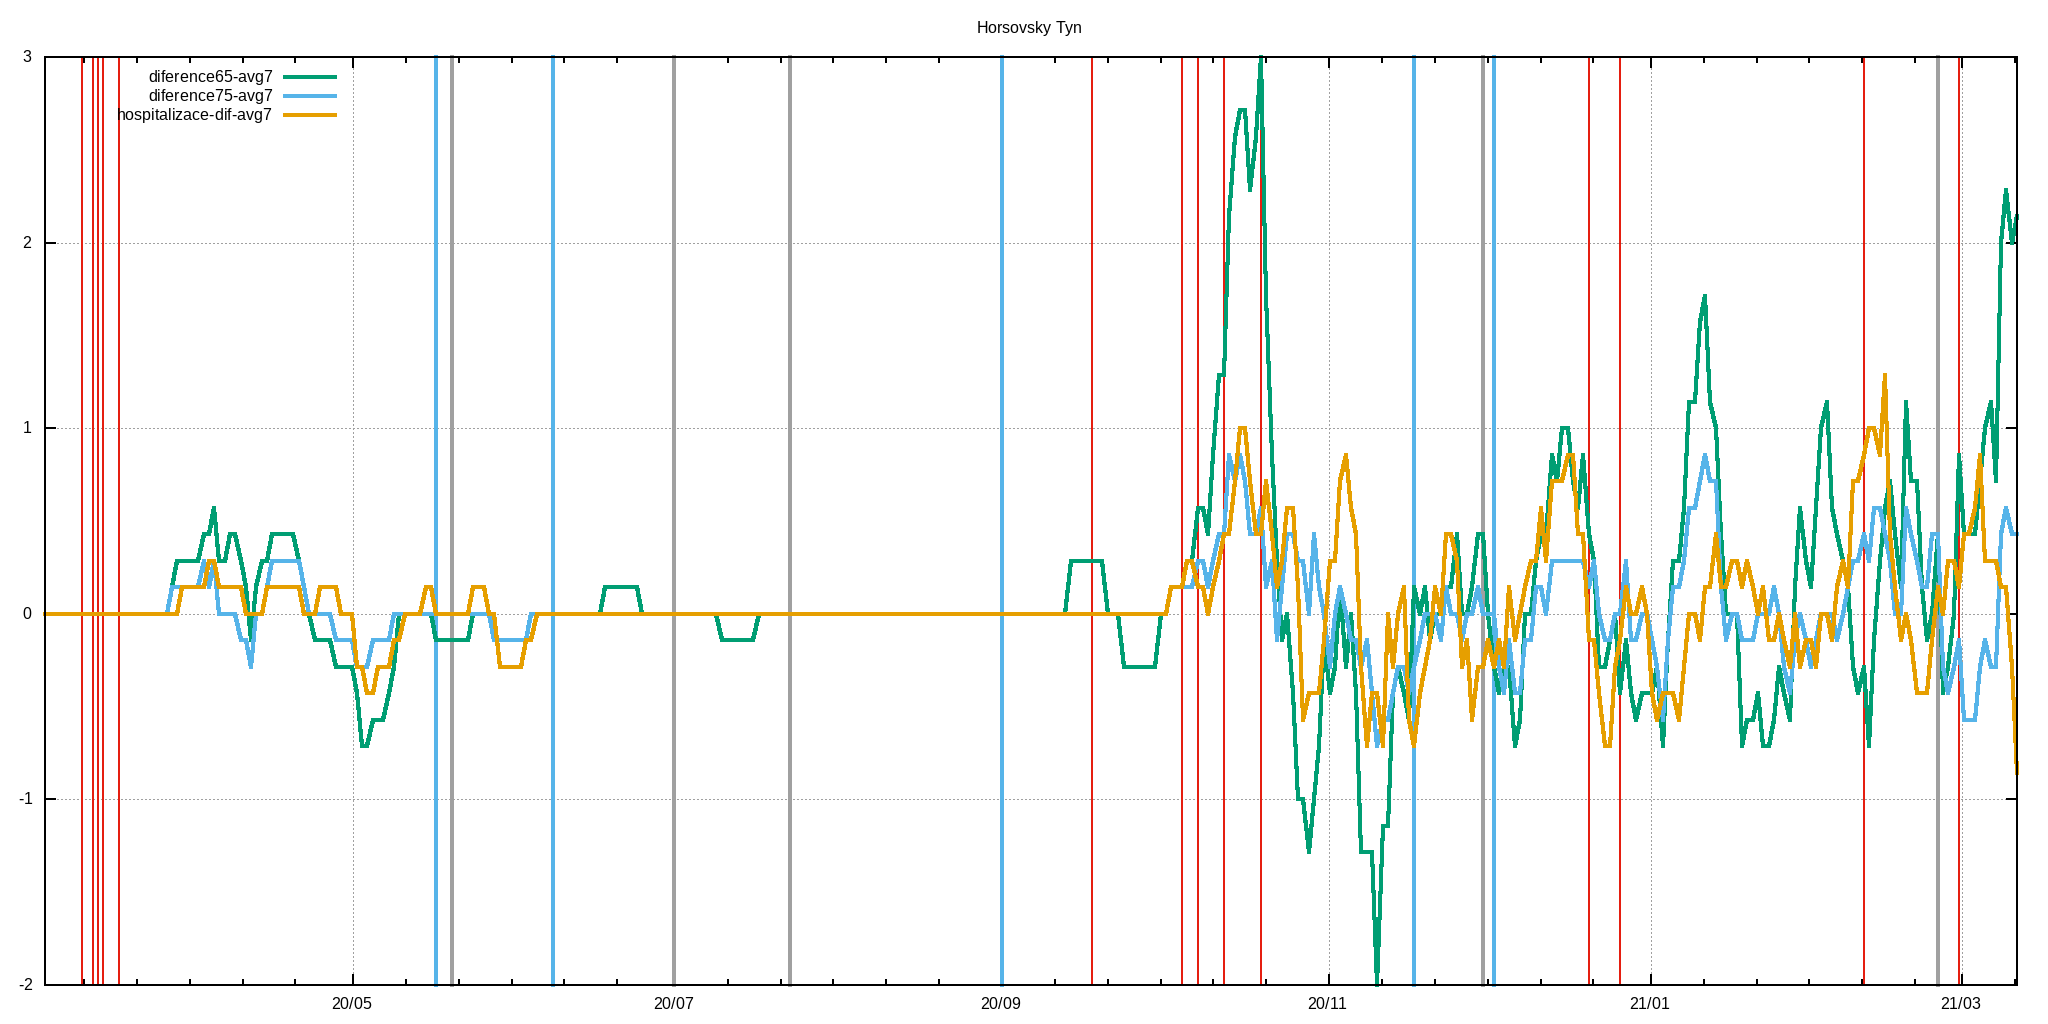 Horsovsky Tyn
diference65-avg7
diference75-avg7
hospitalizace-dif-avg7
3
2
1
0
-1
-2
20/05 20/07 20/09 20/11 21/01 21/03